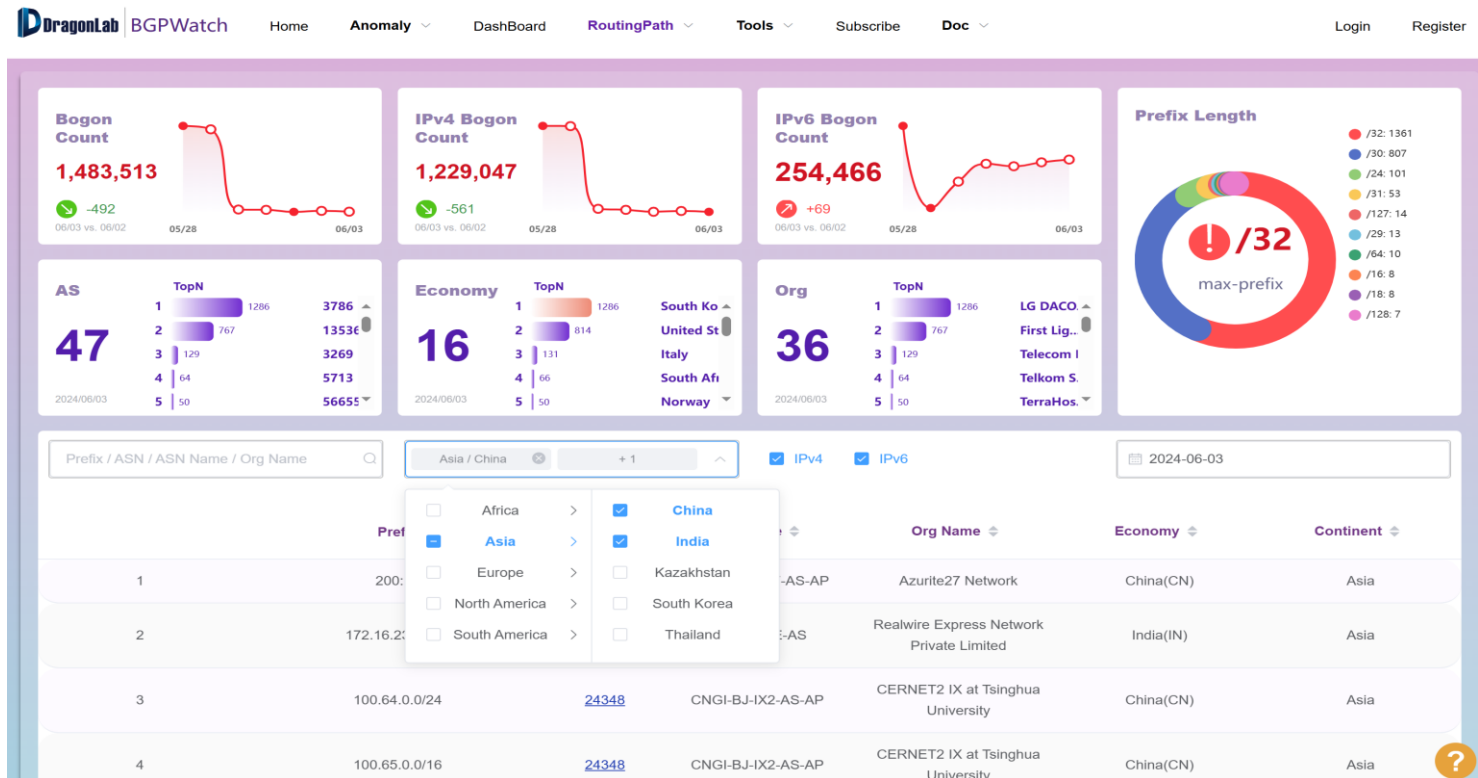 DragonLab BGPWatch Home Anomaly DashBoard RoutingPath Tools Subscribe Doc Login Register
Bogon
Count
1,483,513
-492
06/03 vs. 06/02
05/28 06/03
IPv4 Bogon
Count
1,229,047
-561
06/03 vs. 06/02
05/28 06/03
IPv6 Bogon
Count
254,466
+69
06/03 vs. 06/02
05/28 06/03
Prefix Length
/32
max-prefix
/32: 1361
/30: 807
/24: 101
/31: 53
/127: 14
/29: 13
/64: 10
/16: 8
/18: 8
/128: 7
AS
47
2024/06/03
TopN
1 1286 3786
2 767 13536
3 129 3269
4 64 5713
5 50 56655
Economy
16
2024/06/03
TopN
1 1286 South Ko
2 814 United St
3 131 Italy
4 66 South Afr
5 50 Norway
Org
36
2024/06/03
TopN
1 1286 LG DACO.
2 767 First Lig..
3 129 Telecom I
4 64 Telkom S.
5 50 TerraHos.
Prefix / ASN / ASN Name / Org Name
Asia / China + 1
IPv4 IPv6
2024-06-03
Africa
Asia
Europe
North America
South America
China
India
Kazakhstan
South Korea
Thailand
Pref Org Name Economy Continent
1 200: -AS-AP Azurite27 Network China(CN) Asia
2 172.16.23 -AS Realwire Express Network India(IN) Asia
Private Limited
3 100.64.0.0/24 24348 CNGI-BJ-IX2-AS-AP CERNET2 IX at Tsinghua China(CN) Asia
University
4 100.65.0.0/16 24348 CNGI-BJ-IX2-AS-AP CERNET2 IX at Tsinghua China(CN) Asia
University
?